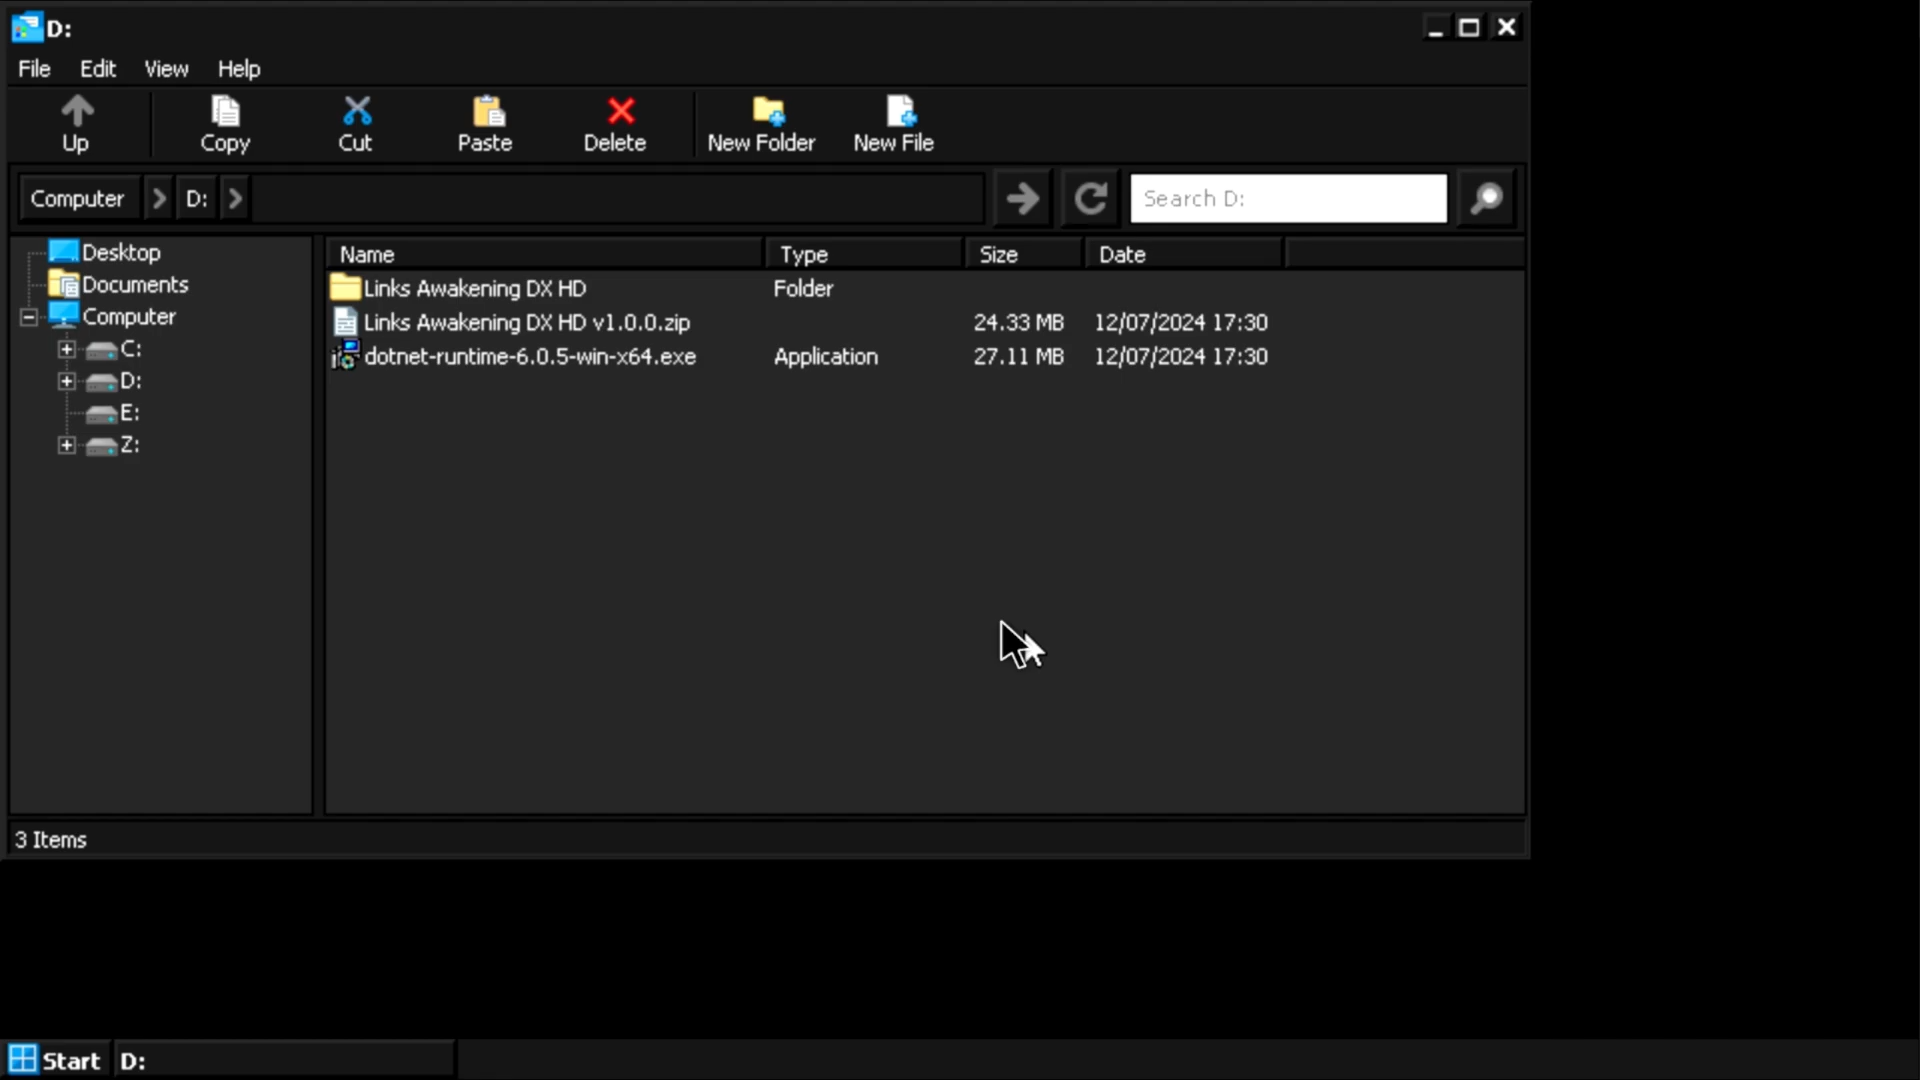 D:
File Edit View Help
Up Copy Cut Paste Delete New Folder New File
Computer D: Search D:
Desktop
Documents
Computer
C:
D:
E:
Z:
Name Type Size Date
Links Awakening DX HD Folder
Links Awakening DX HD v1.0.0.zip 24.33 MB 12/07/2024 17:30
dotnet-runtime-6.0.5-win-x64.exe Application 27.11 MB 12/07/2024 17:30
3 Items
Start D: